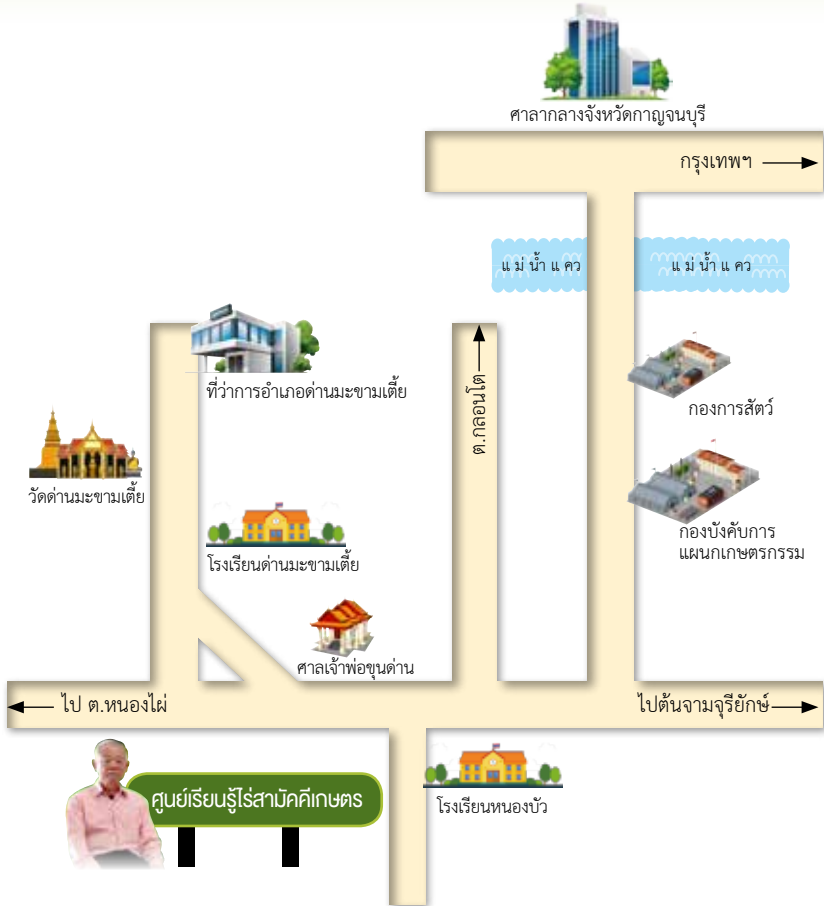 ศาลากลางจังหวัดกาญจนบุรี
กรุงเทพฯ
แม่น้ำแคว
แม่น้ำแคว
ที่ว่าการอำเภอด่านมะขามเตี้ย
ต.กลอนโด
กองการสัตว์
วัดด่านมะขามเตี้ย
กองบังคับการ
แผนกเกษตรกรรม
โรงเรียนด่านมะขามเตี้ย
ศาลเจ้าพ่อขุนด่าน
ไป ต.หนองไผ่
ไปต้นจามจุรียักษ์
ศูนย์เรียนรู้ไร่สามัคคีเกษตร
โรงเรียนหนองบัว